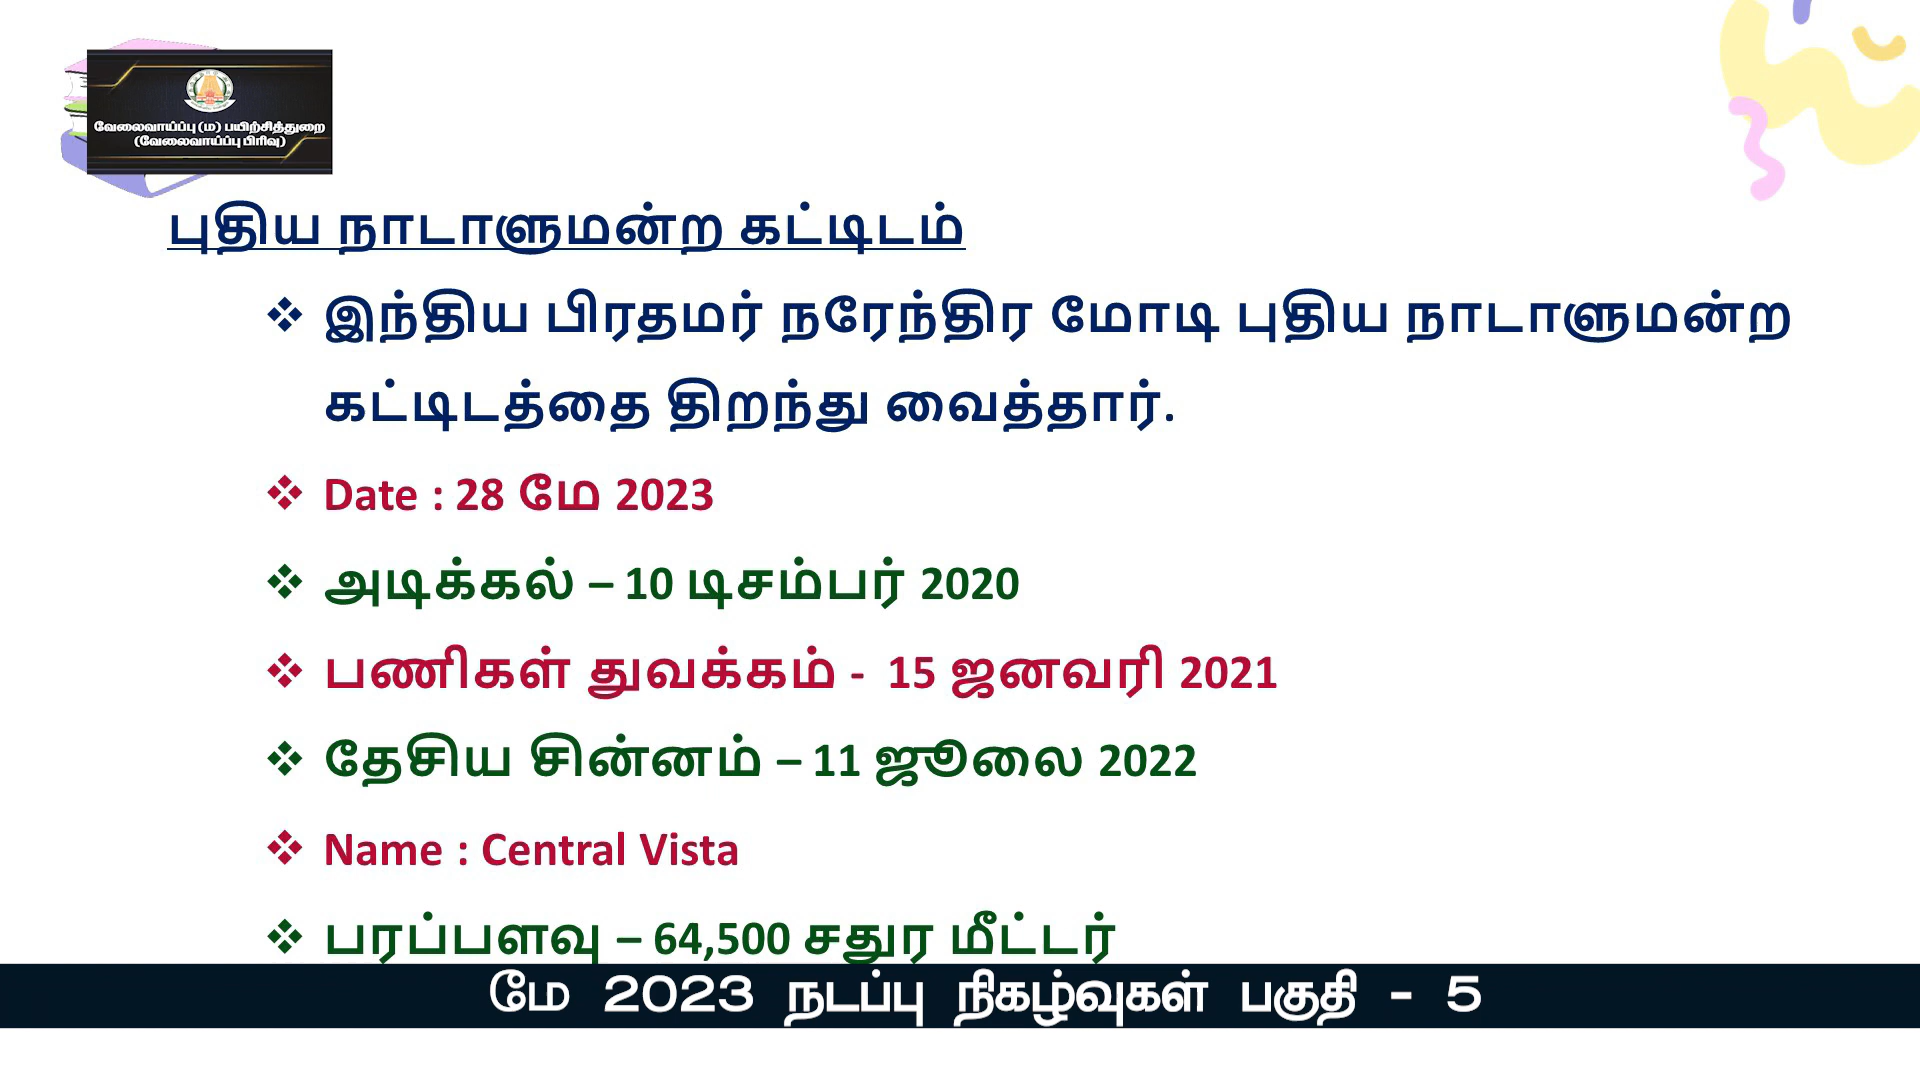 வேலைவாய்ப்பு (ம) பயிற்சித்துறை
(வேலைவாய்ப்பு பிரிவு)
புதிய நாடாளுமன்ற கட்டிடம்
❖ இந்திய பிரதமர் நரேந்திர மோடி புதிய நாடாளுமன்ற
கட்டிடத்தை திறந்து வைத்தார்.
❖ Date : 28 மே 2023
❖ அடிக்கல் – 10 டிசம்பர் 2020
❖ பணிகள் துவக்கம் - 15 ஜனவரி 2021
❖ தேசிய சின்னம் – 11 ஜூலை 2022
❖ Name : Central Vista
❖ பரப்பளவு – 64,500 சதுர மீட்டர்
மே 2023 நடப்பு நிகழ்வுகள் பகுதி - 5